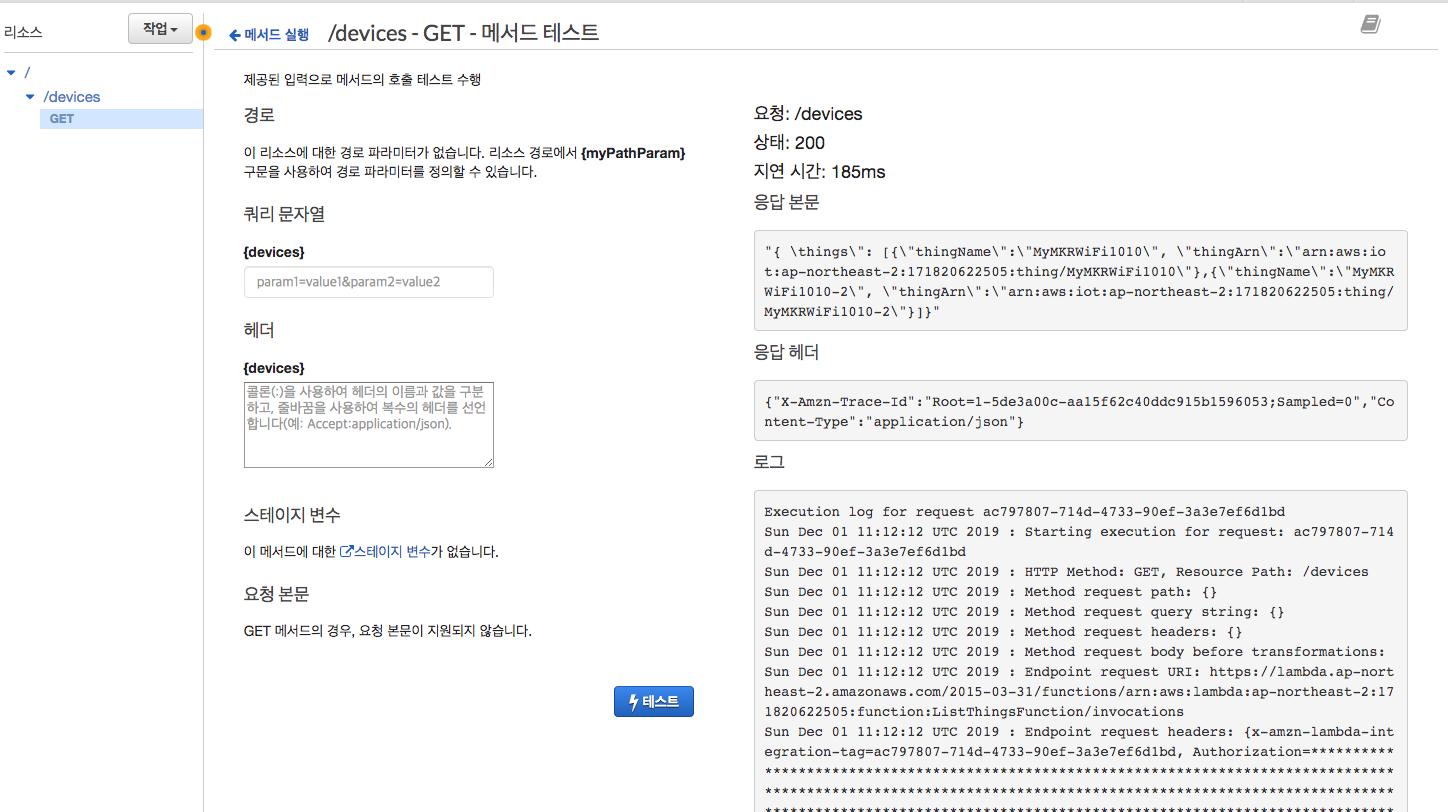 리소스
작업
메서드 실행
/devices - GET - 메서드 테스트
/
/devices
GET
제공된 입력으로 메서드의 호출 테스트 수행
경로
이 리소스에 대한 경로 파라미터가 없습니다. 리소스 경로에서 {myPathParam}
구문을 사용하여 경로 파라미터를 정의할 수 있습니다.
쿼리 문자열
{devices}
param1=value1&param2=value2
헤더
{devices}
콜론(:)을 사용하여 헤더의 이름과 값을 구분
하고, 줄바꿈을 사용하여 복수의 헤더를 선언
합니다(예: Accept:application/json).
스테이지 변수
이 메서드에 대한 스테이지 변수가 없습니다.
요청 본문
GET 메서드의 경우, 요청 본문이 지원되지 않습니다.
테스트
요청: /devices
상태: 200
지연 시간: 185ms
응답 본문
"{ \things\": [{\"thingName\":\"MyMKRWiFi1010\", \"thingArn\":\"arn:aws:io
t:ap-northeast-2:171820622505:thing/MyMKRWiFi1010\"},{\"thingName\":\"MyMKR
WiFi1010-2\", \"thingArn\":\"arn:aws:iot:ap-northeast-2:171820622505:thing/
MyMKRWiFi1010-2\"}]}"
응답 헤더
{"X-Amzn-Trace-Id":"Root=1-5de3a00c-aa15f62c40ddc915b1596053;Sampled=0","Co
ntent-Type":"application/json"}
로그
Execution log for request ac797807-714d-4733-90ef-3a3e7ef6d1bd
Sun Dec 01 11:12:12 UTC 2019 : Starting execution for request: ac797807-714
d-4733-90ef-3a3e7ef6d1bd
Sun Dec 01 11:12:12 UTC 2019 : HTTP Method: GET, Resource Path: /devices
Sun Dec 01 11:12:12 UTC 2019 : Method request path: {}
Sun Dec 01 11:12:12 UTC 2019 : Method request query string: {}
Sun Dec 01 11:12:12 UTC 2019 : Method request headers: {}
Sun Dec 01 11:12:12 UTC 2019 : Method request body before transformations:
Sun Dec 01 11:12:12 UTC 2019 : Endpoint request URI: https://lambda.ap-nort
heast-2.amazonaws.com/2015-03-31/functions/arn:aws:lambda:ap-northeast-2:17
1820622505:function:ListThingsFunction/invocations
Sun Dec 01 11:12:12 UTC 2019 : Endpoint request headers: {x-amzn-lambda-int
egration-tag=ac797807-714d-4733-90ef-3a3e7ef6d1bd, Authorization=**********
***************************************************************************
***************************************************************************
***************************************************************************